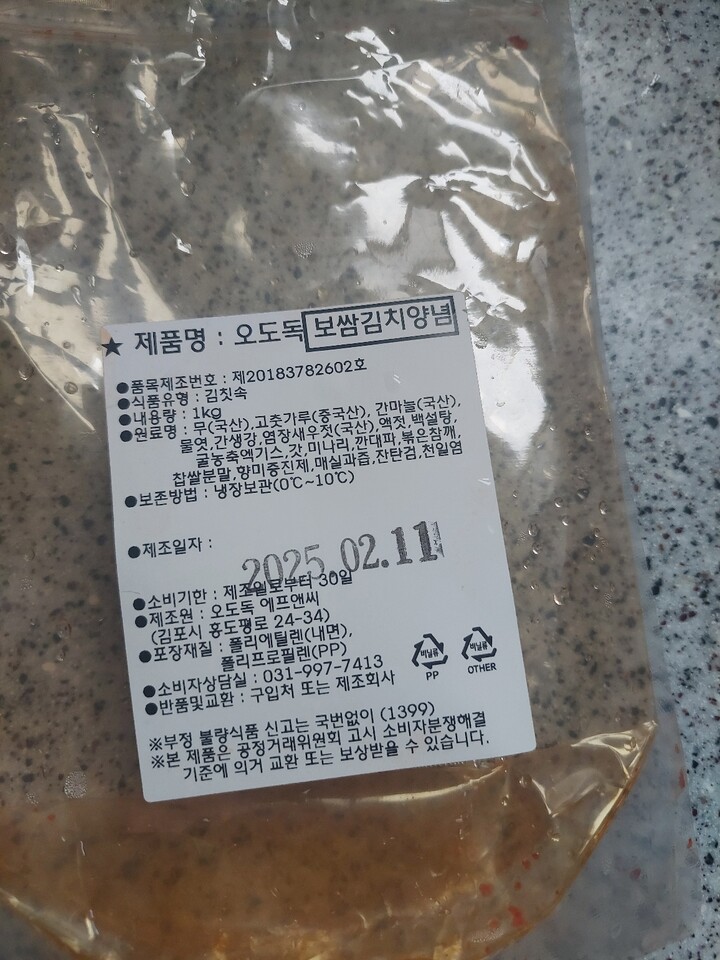 ★ 제품명 : 오도독 보쌈김치양념
●품목제조번호 : 제20183782602호
●식품유형 : 김칫속
●내용량 : 1kg
●원료명 : 무(국산),고춧가루(중국산), 간마늘(국산),
물엿,간생강,염장새우젓(국산),액젓,백설탕,
굴농축엑기스,갓,미나리,깐대파,볶은참깨,
찹쌀분말,향미증진제,매실과즙,잔탄검,천일염
●보존방법 : 냉장보관(0℃~10℃)
●제조일자 :
2025.02.11
●소비기한 : 제조일로부터 30일
●제조원 : 오도독 에프앤씨
(김포시 홍도평로 24-34)
●포장재질 : 폴리에틸렌(내면),
폴리프로필렌(PP)
●소비자상담실 : 031-997-7413
●반품및교환 : 구입처 또는 제조회사
비닐류 비닐류
PP OTHER
※부정 불량식품 신고는 국번없이 (1399)
※본 제품은 공정거래위원회 고시 소비자분쟁해결
기준에 의거 교환 또는 보상받을 수 있습니다.